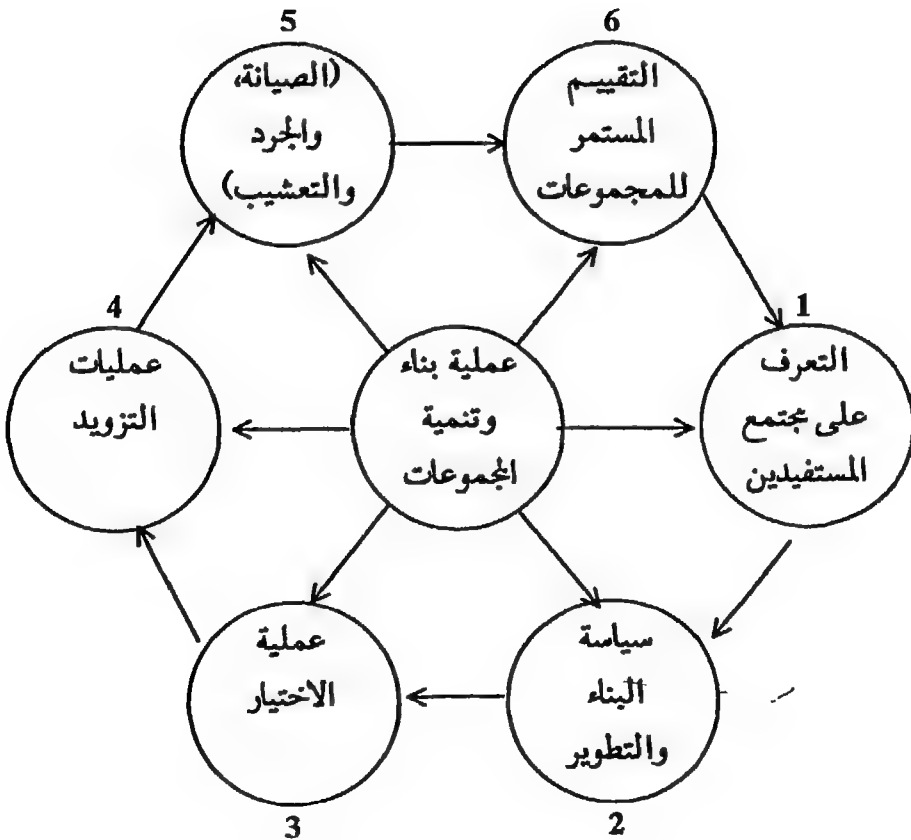 5
(الصيانة،
والجرد
والتعشيب)
6
التقييم
المستمر
للمجموعات
4
عمليات
التزويد
عملية بناء
وتنمية
المجموعات
1
التعرف
على مجتمع
المستفيدين
عملية
الاختيار
3
سياسة
البناء
والتطوير
2